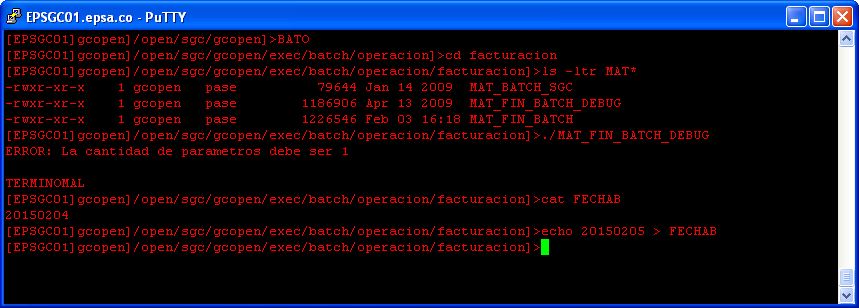 EPSGC01.epsa.co - PuTTY
[EPSGC01]gcopen]/open/sgc/gcopen]>BATO
[EPSGC01]gcopen]/open/sgc/gcopen/exec/batch/operacion]>cd facturacion
[EPSGC01]gcopen]/open/sgc/gcopen/exec/batch/operacion/facturacion]>ls -ltr MAT*
-rwxr-xr-x 1 gcopen pase 79644 Jan 14 2009 MAT_BATCH_SGC
-rwxr-xr-x 1 gcopen pase 1186906 Apr 13 2009 MAT_FIN_BATCH_DEBUG
-rwxr-xr-x 1 gcopen pase 1226546 Feb 03 16:18 MAT_FIN_BATCH
[EPSGC01]gcopen]/open/sgc/gcopen/exec/batch/operacion/facturacion]>./MAT_FIN_BATCH_DEBUG
ERROR: La cantidad de parametros debe ser 1
TERMINOMAL
[EPSGC01]gcopen]/open/sgc/gcopen/exec/batch/operacion/facturacion]>cat FECHAB
20150204
[EPSGC01]gcopen]/open/sgc/gcopen/exec/batch/operacion/facturacion]>echo 20150205 > FECHAB
[EPSGC01]gcopen]/open/sgc/gcopen/exec/batch/operacion/facturacion]>